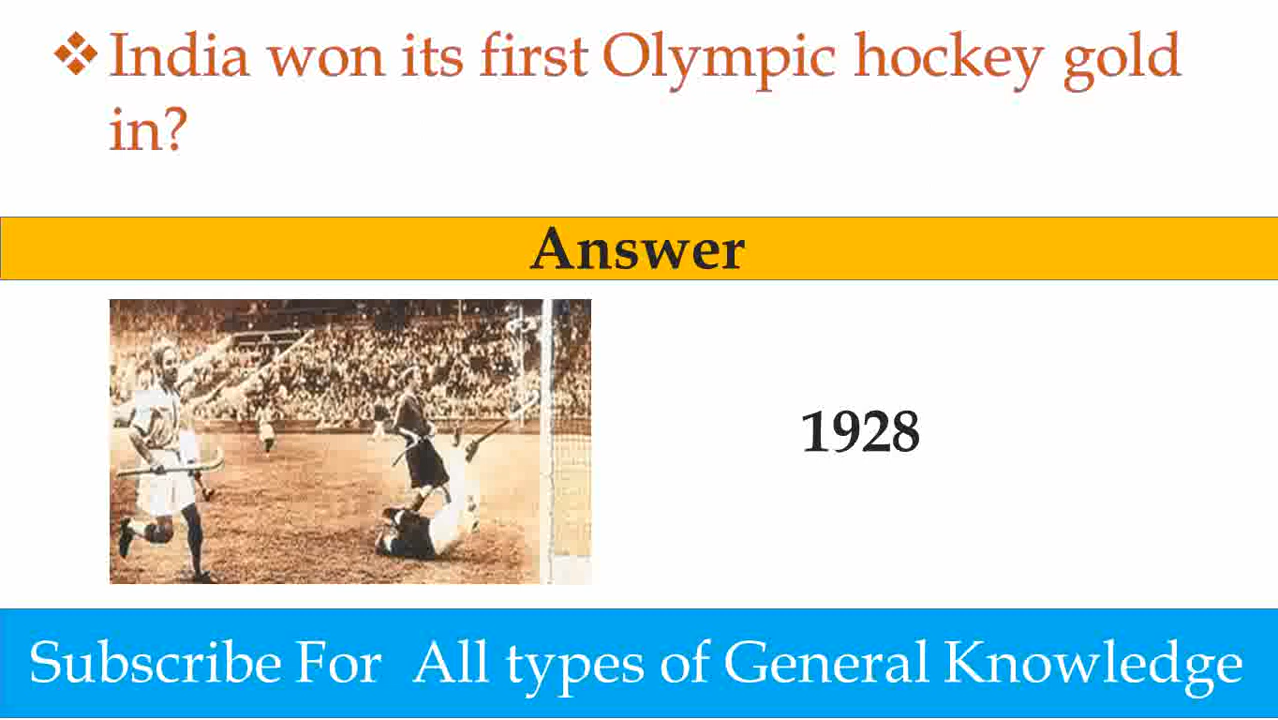 ❖India won its first Olympic hockey gold
in?
Answer
1928
Subscribe For All types of General Knowledge